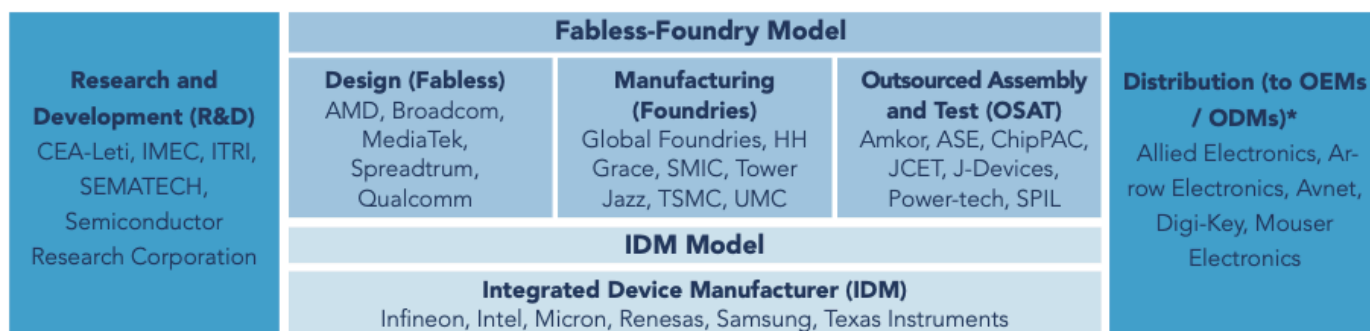 Research and
Development (R&D)
CEA-Leti, IMEC, ITRI,
SEMATECH,
Semiconductor
Research Corporation
Fabless-Foundry Model
Design (Fabless)
AMD, Broadcom,
MediaTek,
Spreadtrum,
Qualcomm
Manufacturing
(Foundries)
Global Foundries, HH
Grace, SMIC, Tower
Jazz, TSMC, UMC
Outsourced Assembly
and Test (OSAT)
Amkor, ASE, ChipPAC,
JCET, J-Devices,
Power-tech, SPIL
IDM Model
Integrated Device Manufacturer (IDM)
Infineon, Intel, Micron, Renesas, Samsung, Texas Instruments
Distribution (to OEMs
/ ODMs)*
Allied Electronics, Ar-
row Electronics, Avnet,
Digi-Key, Mouser
Electronics